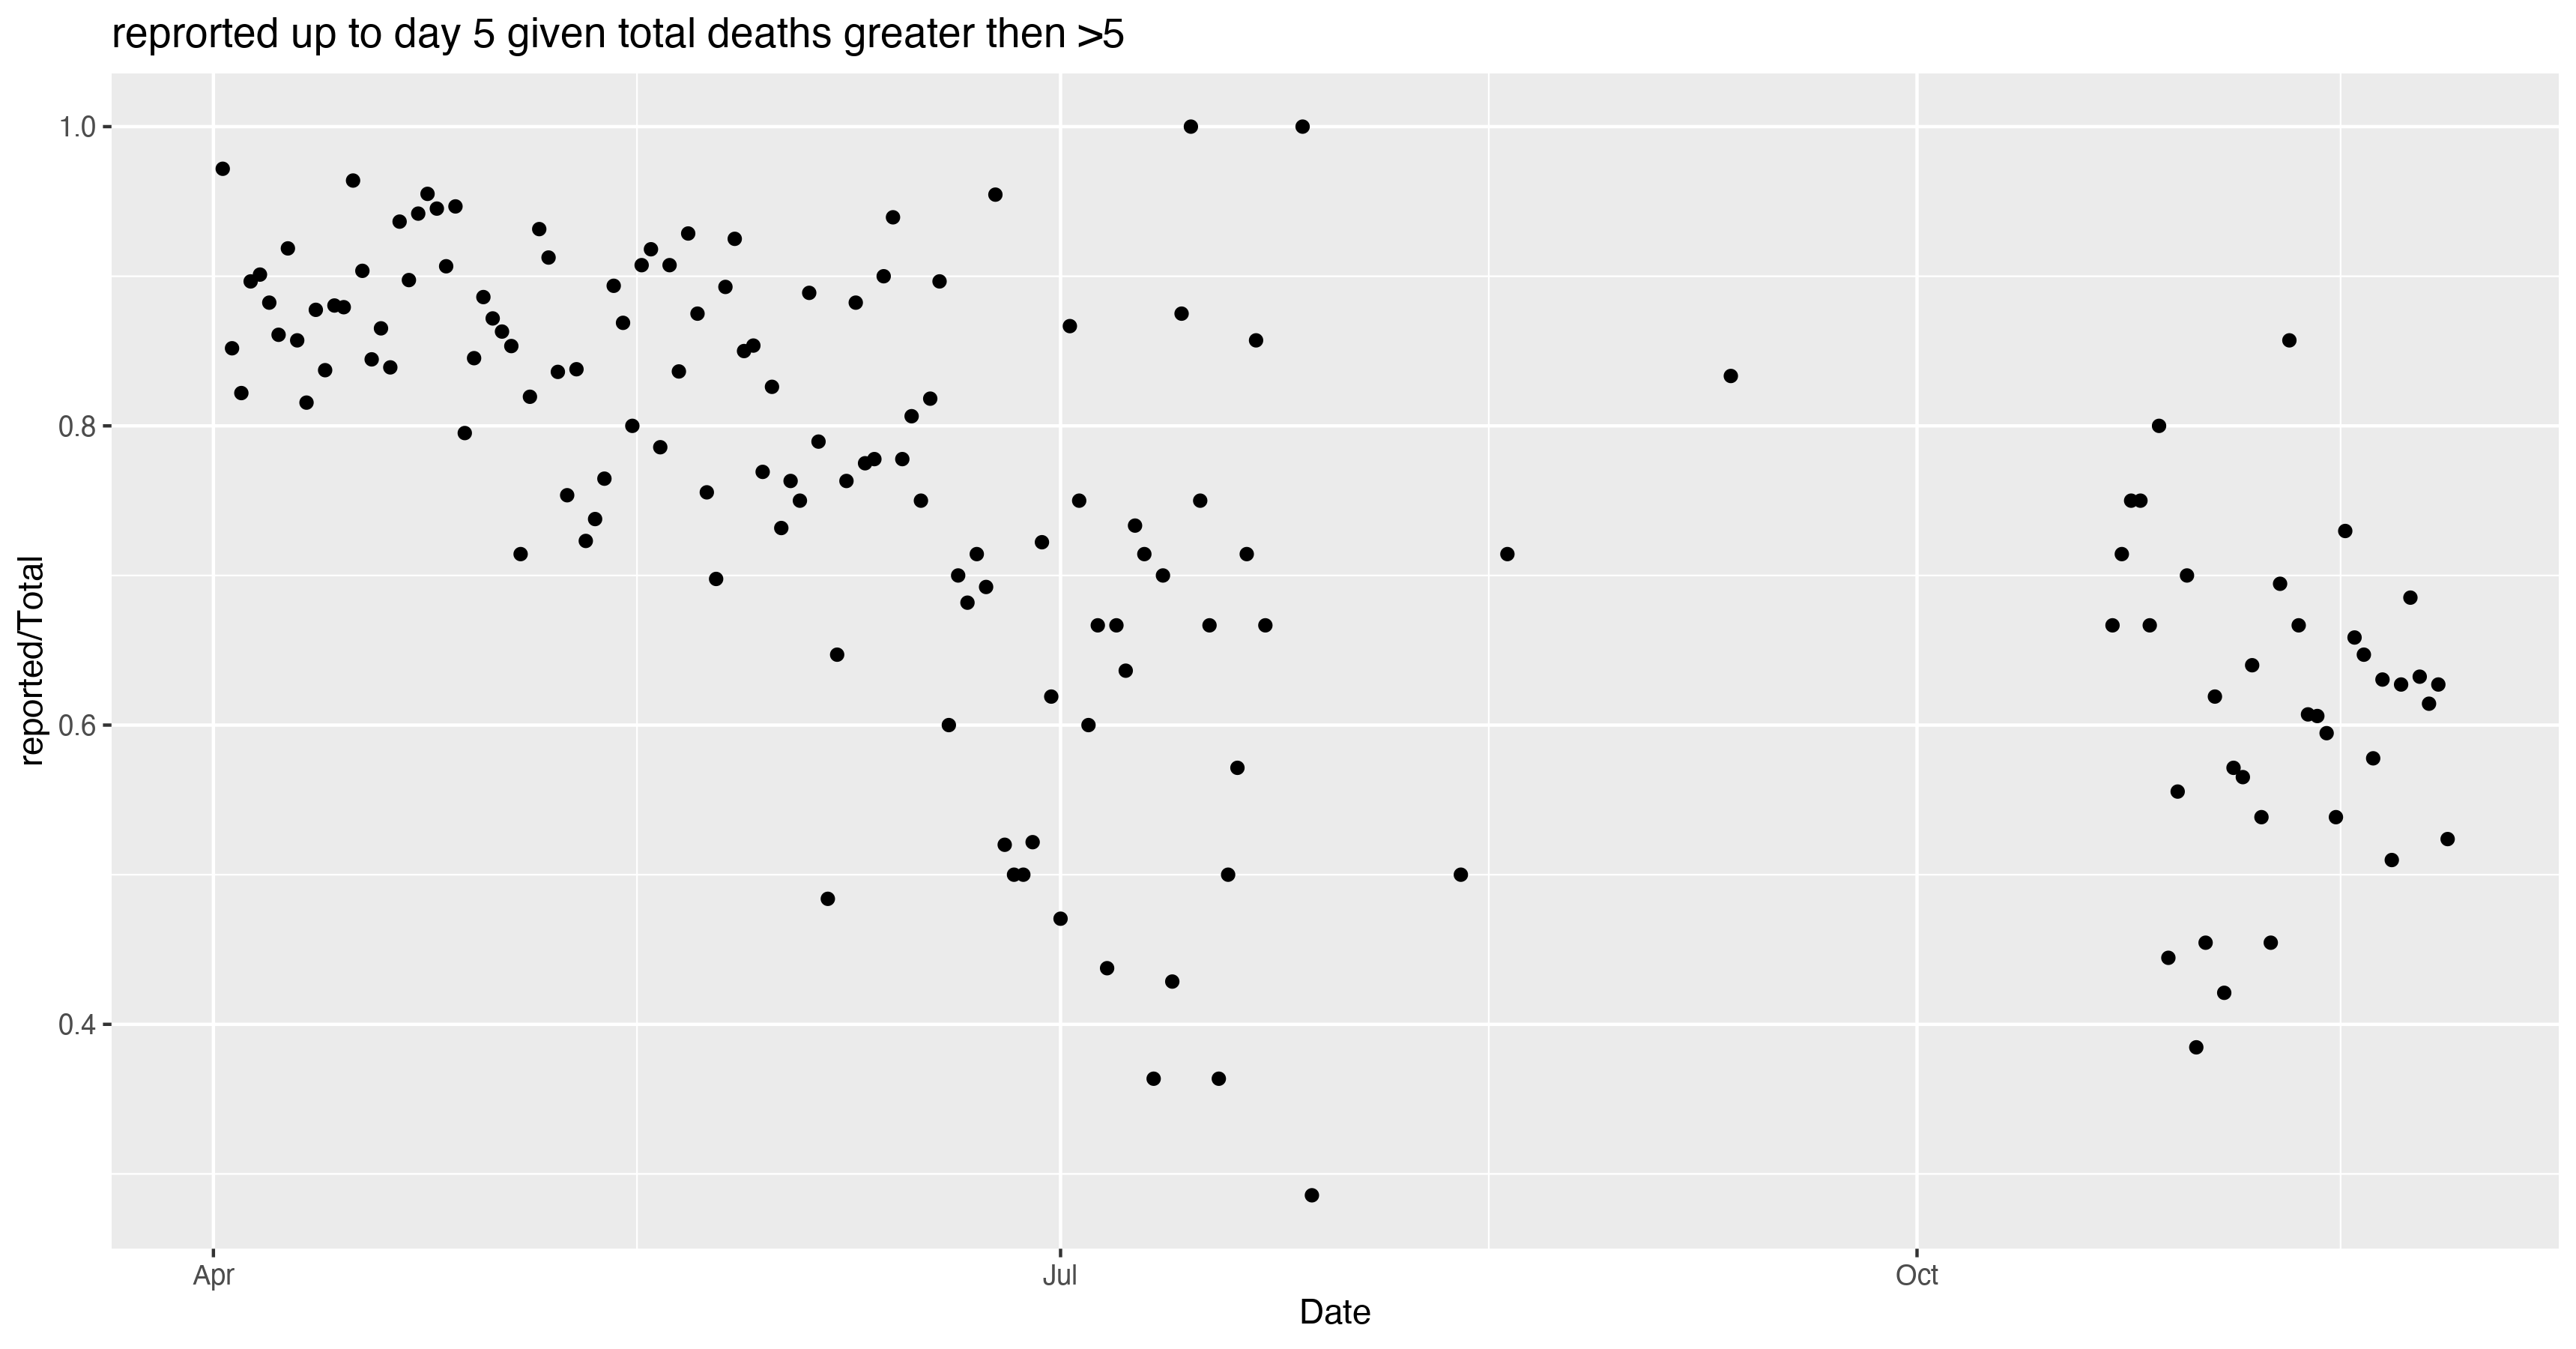 reprorted up to day 5 given total deaths greater then >5
1.0
0.8
0.6
0.4
reported/Total
Apr
Jul
Oct
Date